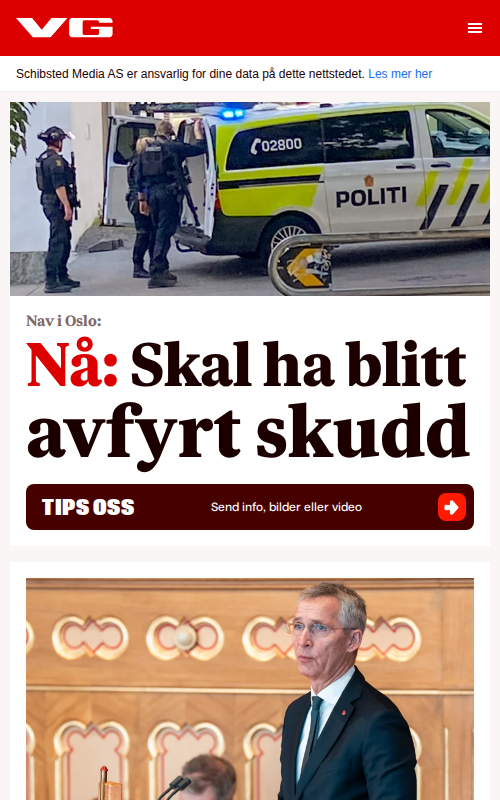 VG
Schibsted Media AS er ansvarlig for dine data på dette nettstedet. Les mer her
02800
POLITI
Nav i Oslo:
Nå: Skal ha blitt
avfyrt skudd
TIPS OSS Send info, bilder eller video